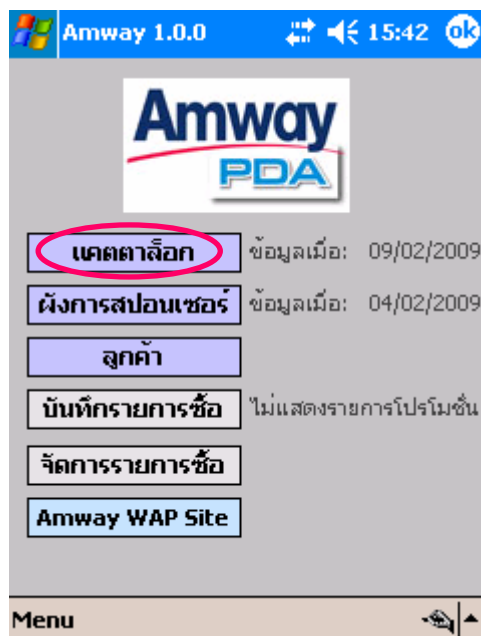 Amway 1.0.0 15:42 ok
Amway
PDA
แคตตาล็อก ข้อมูลเมื่อ: 09/02/2009
ผังการสปอนเซอร์ ข้อมูลเมื่อ: 04/02/2009
ลูกค้า
บันทึกรายการซื้อ ไม่แสดงรายการโปรโมชั่น
จัดการรายการซื้อ
Amway WAP Site
Menu